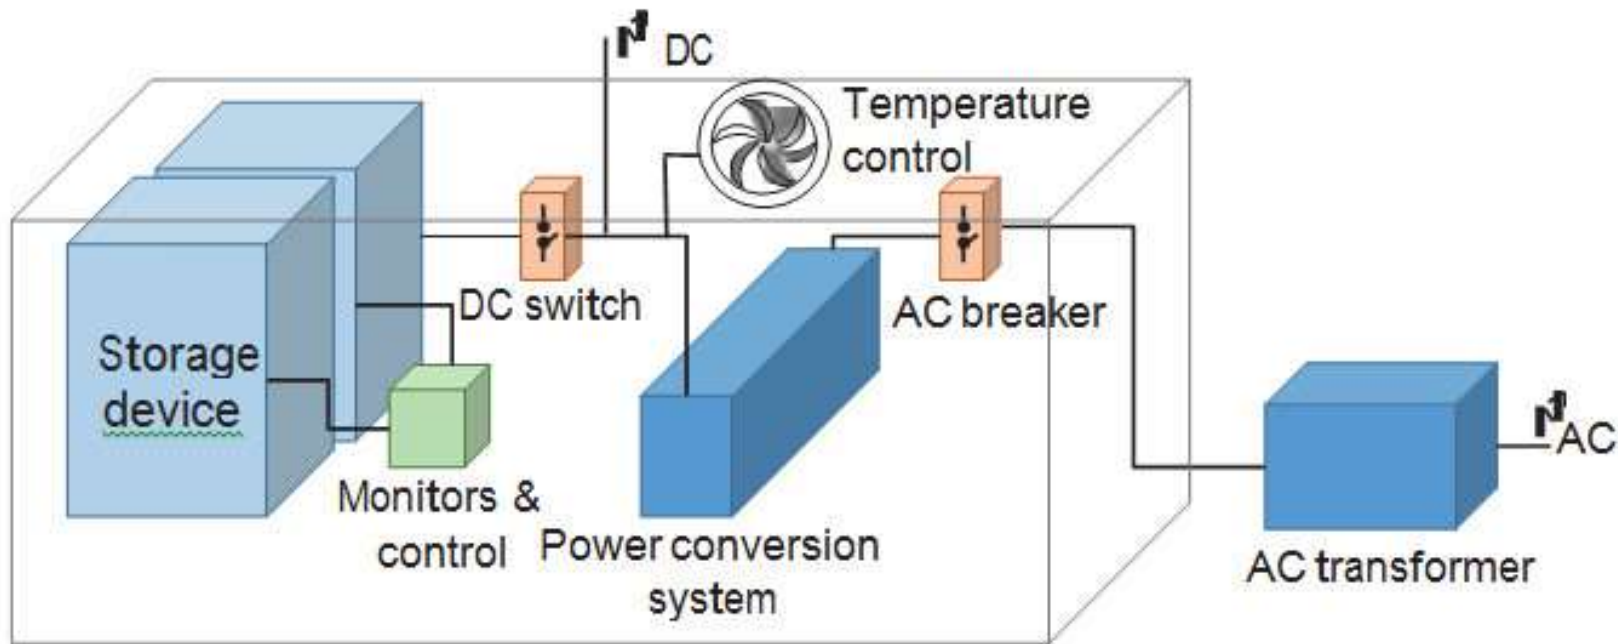 DC
Temperature
control
DC switch
AC breaker
Storage
device
Monitors &
control
Power conversion
system
AC
AC transformer